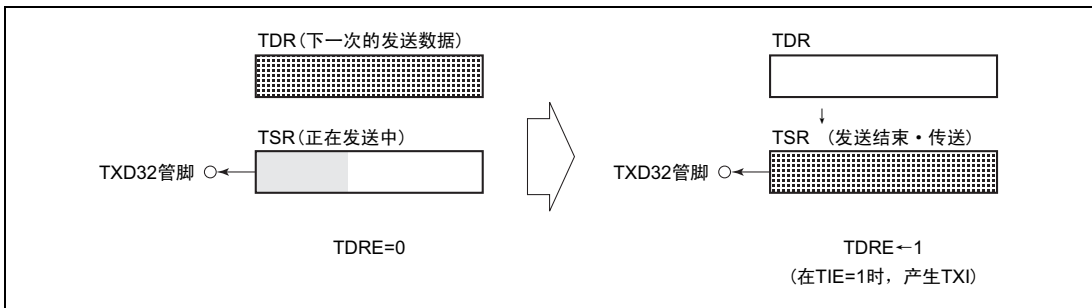 TDR(下一次的发送数据)
TSR(正在发送中)
TXD32管脚
TDRE=0
TDR
↓
TSR (发送结束·传送)
TXD32管脚
TDRE←1
(在TIE=1时，产生TXI)